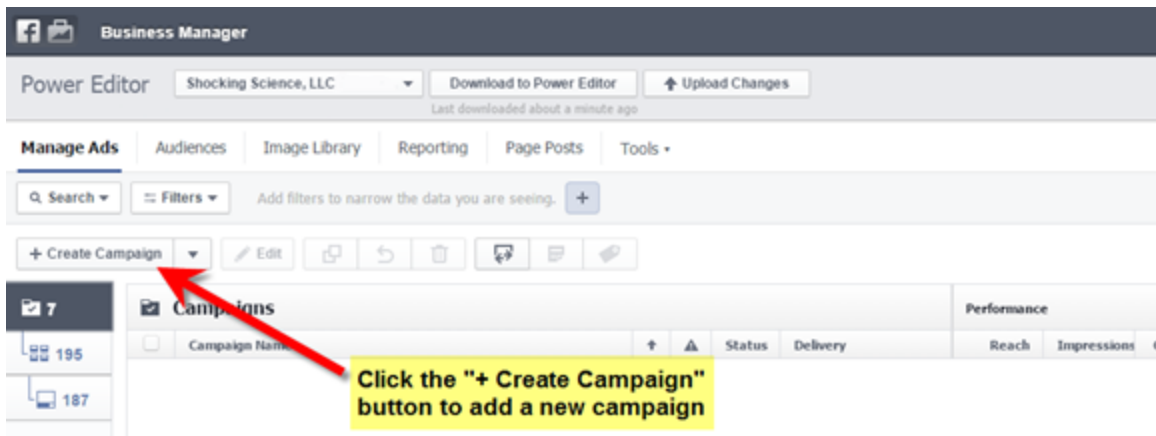 Business Manager
Power Editor Shocking Science, LLC Download to Power Editor Upload Changes
Last downloaded about a minute ago
Manage Ads Audiences Image Library Reporting Page Posts Tools
Search Filters Add filters to narrow the data you are seeing. +
+ Create Campaign Edit
7 Campaigns Performance
195 Campaign Name Status Delivery Reach Impressions
187
Click the "+ Create Campaign"
button to add a new campaign